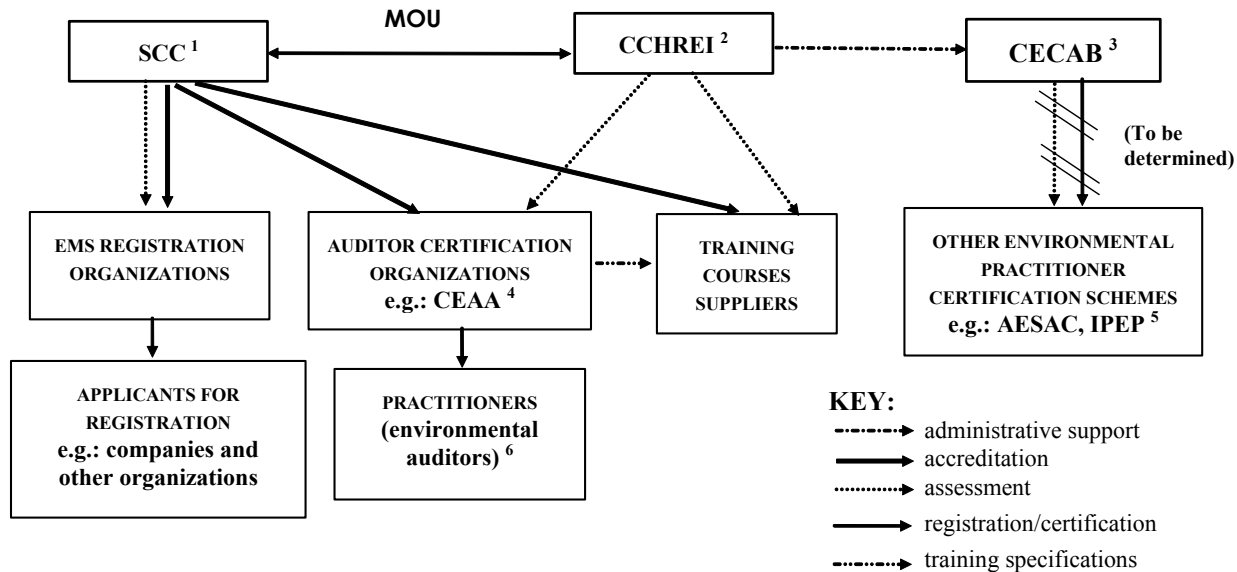 MOU
SCC 1
CCHREI 2
CECAB 3
(To be
determined)
EMS REGISTRATION
ORGANIZATIONS
AUDITOR CERTIFICATION
ORGANIZATIONS
e.g.: CEAA 4
TRAINING
COURSES
SUPPLIERS
OTHER ENVIRONMENTAL
PRACTITIONER
CERTIFICATION SCHEMES
e.g.: AESAC, IPEP 5
APPLICANTS FOR
REGISTRATION
e.g.: companies and
other organizations
PRACTITIONERS
(environmental
auditors) 6
KEY:
administrative support
accreditation
assessment
registration/certification
training specifications